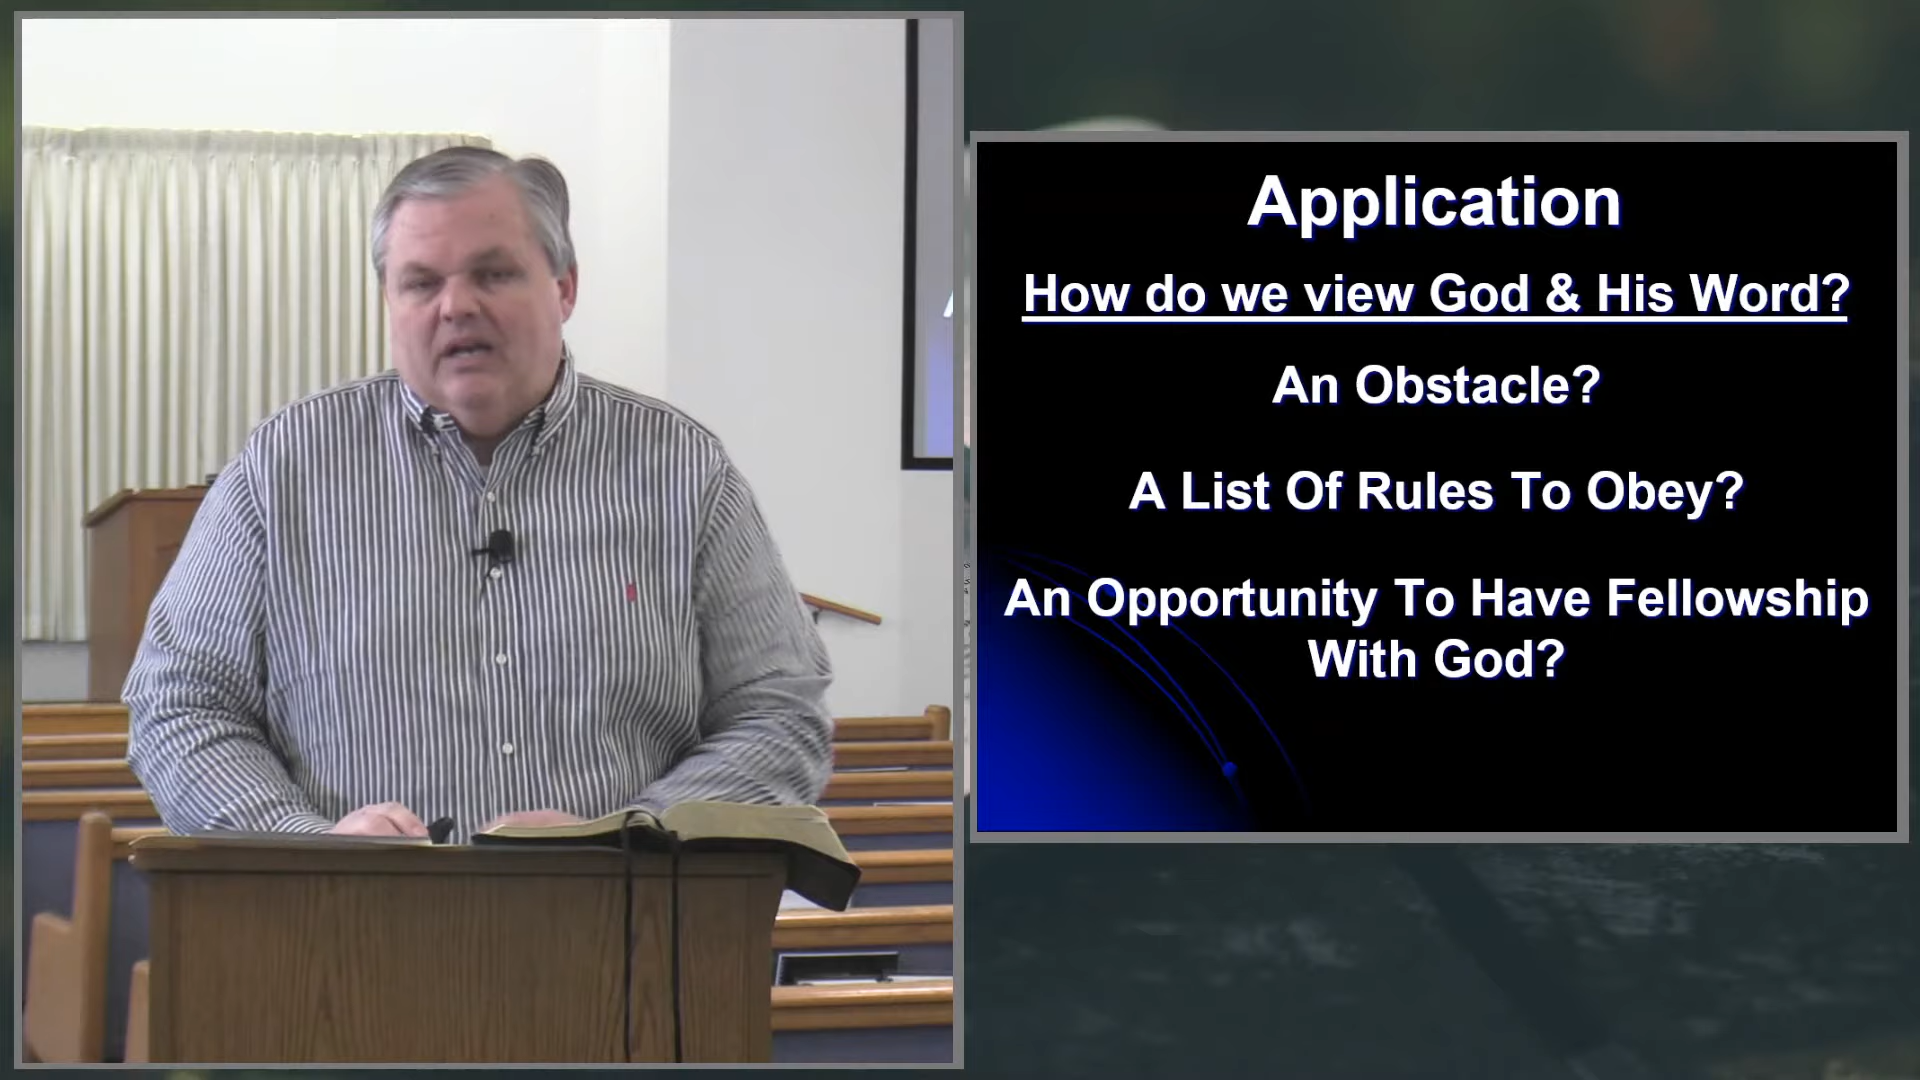 Application
How do we view God & His Word?
An Obstacle?
A List Of Rules To Obey?
An Opportunity To Have Fellowship
With God?